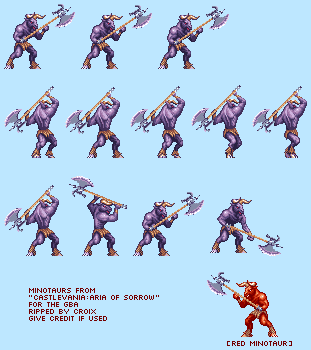 MINOTAURS FROM
"CASTLEVANIA:ARIA OF SORROW"
FOR THE GBA
RIPPED BY CROIX
GIVE CREDIT IF USED
[RED MINOTAUR]